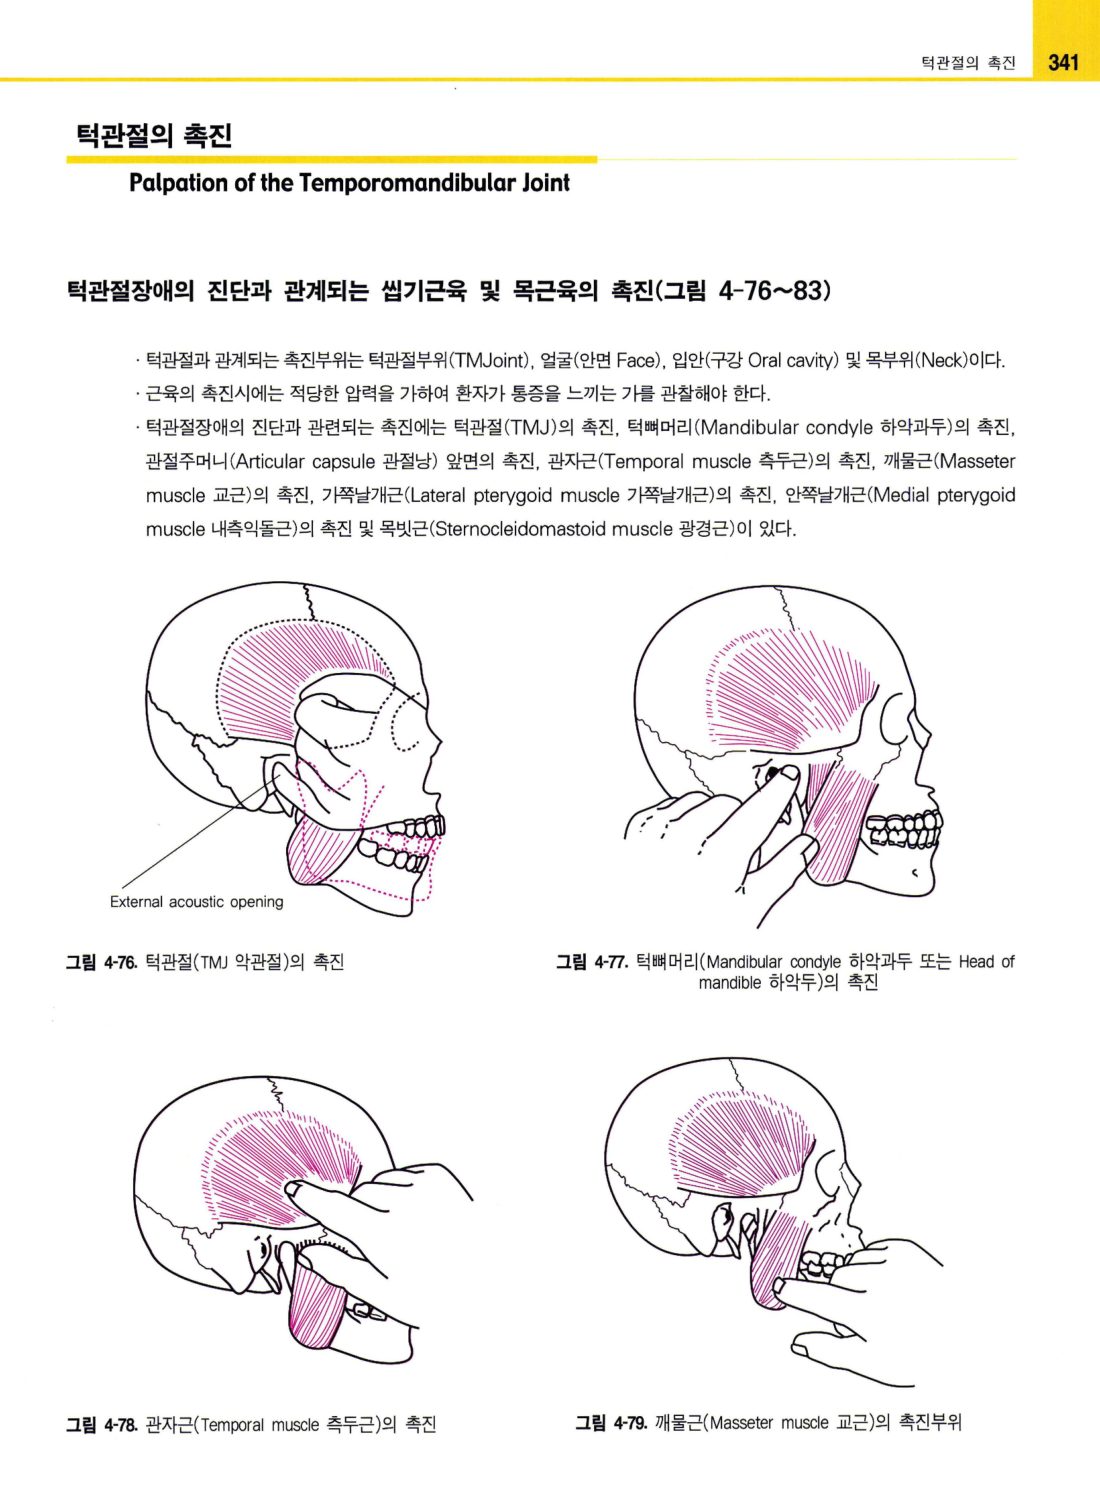 턱관절의 촉진 341
턱관절의 촉진
Palpation of the Temporomandibular Joint
턱관절장애의 진단과 관계되는 씹기근육 및 목근육의 촉진(그림 4-76~83)
· 턱관절과 관계되는 촉진부위는 턱관절부위(TMJoint), 얼굴(안면 Face), 입안(구강 Oral cavity) 및 목부위(Neck)이다.
· 근육의 촉진시에는 적당한 압력을 가하여 환자가 통증을 느끼는 가를 관찰해야 한다.
· 턱관절장애의 진단과 관련되는 촉진에는 턱관절(TMJ)의 촉진, 턱뼈머리(Mandibular condyle 하악과두)의 촉진,
관절주머니(Articular capsule 관절낭) 앞면의 촉진, 관자근(Temporal muscle 측두근)의 촉진, 깨물근(Masseter
muscle 교근)의 촉진, 가쪽날개근(Lateral pterygoid muscle 가쪽날개근)의 촉진, 안쪽날개근(Medial pterygoid
muscle 내측익돌근)의 촉진 및 목빗근(Sternocleidomastoid muscle 광경근)이 있다.
External acoustic opening
그림 4-76. 턱관절(TMJ 악관절)의 촉진
그림 4-77. 턱뼈머리(Mandibular condyle 하악과두 또는 Head of
mandible 하악두)의 촉진
그림 4-78. 관자근(Temporal muscle 측두근)의 촉진
그림 4-79. 깨물근(Masseter muscle 교근)의 촉진부위